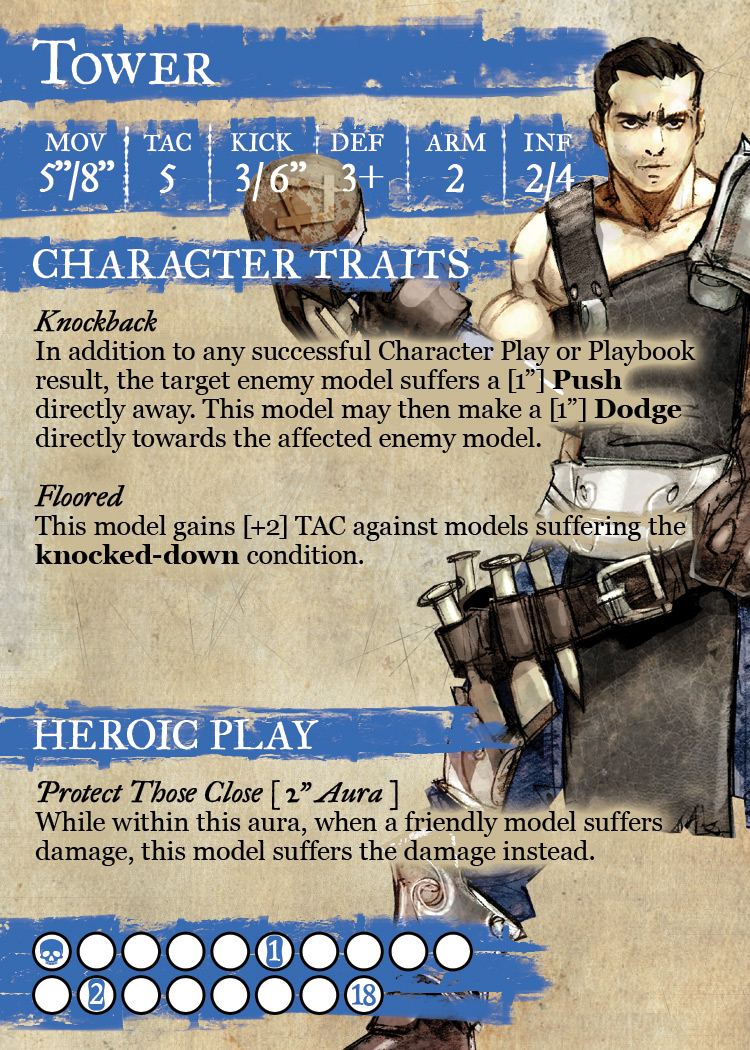 Tower
MOV TAC KICK DEF ARM INF
5”/8” 5 3/6” 3+ 2 2/4
CHARACTER TRAITS
Knockback
In addition to any successful Character Play or Playbook
result, the target enemy model suffers a [1”] Push
directly away. This model may then make a [1”] Dodge
directly towards the affected enemy model.
Floored
This model gains [+2] TAC against models suffering the
knocked-down condition.
HEROIC PLAY
Protect Those Close [ 2” Aura ]
While within this aura, when a friendly model suffers
damage, this model suffers the damage instead.
1
2 18